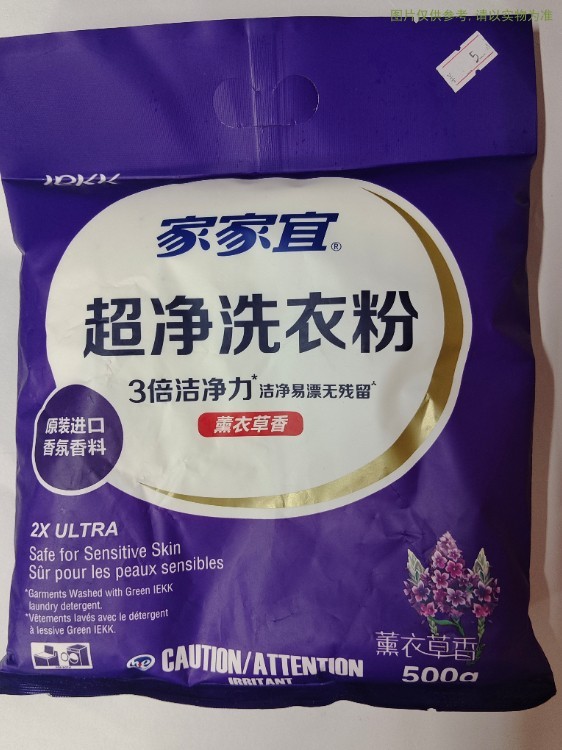 图片仅供参考, 请以实物为准
5
IEKK
家家宜®
超净洗衣粉
3倍洁净力* 洁净易漂无残留^
薰衣草香
原装进口
香氛香料
2X ULTRA
Safe for Sensitive Skin
Sûr pour les peaux sensibles
*Garments Washed with Green IEKK
laundry detergent.
*Vêtements lavés avec le détergent
à lessive Green IEKK.
he CAUTION/ATTENTION
IRRITANT
薰衣草香
500g